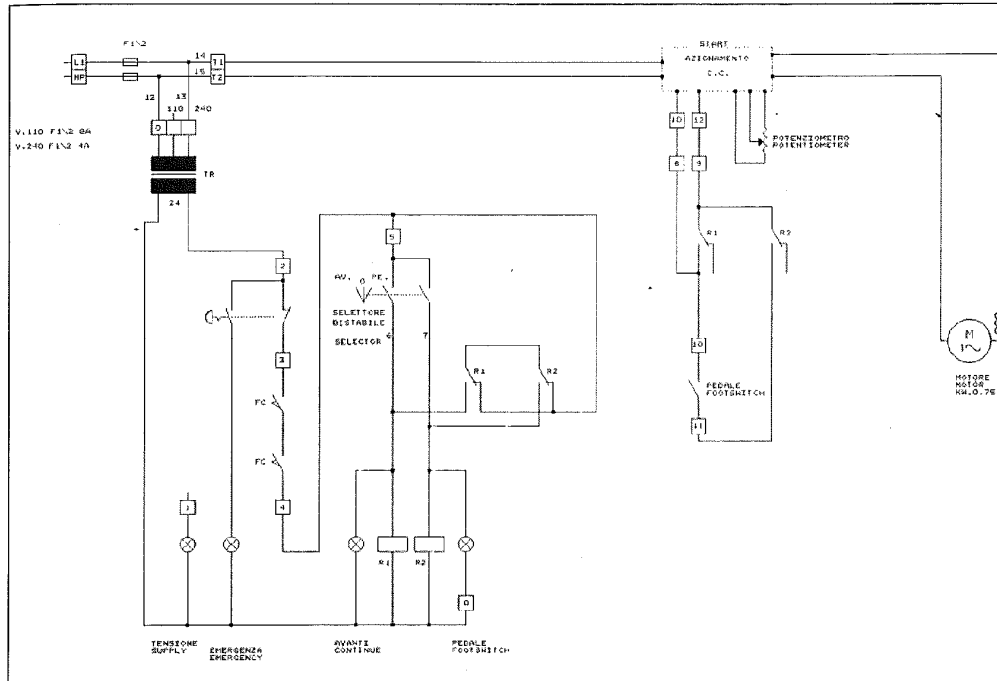 F1\2
START
L1
14
T1
AZIONAMENTO
MP
15
T2
C.C.
12
13
110
240
10
12
0
V.110 F1\2 8A
V.240 F1\2 4A
POTENZIOMETRO
POTENTIOMETER
8
9
TR
24
R1
R2
5
2
AV.
0
PE.
SELETTORE
BISTABILE
SELECTOR
6
7
M
10
3
R1
R2
MOTORE
MOTOR
KW.0.75
PEDALE
FOOTSWITCH
FC
11
FC
1
4
R1
R2
8
TENSIONE
SUPPLY
EMERGENZA
EMERGENCY
AVANTI
CONTINUE
PEDALE
FOOTSWITCH